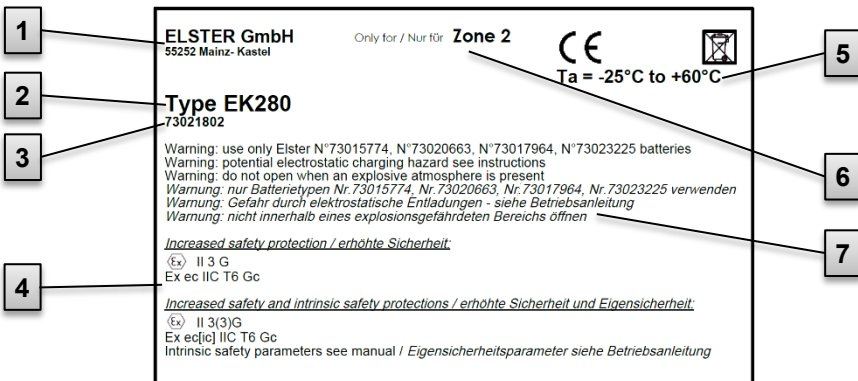 1
ELSTER GmbH
55252 Mainz- Kastel
Only for / Nur für Zone 2
CE
Ta = -25°C to +60°C
5
2
Type EK280
3
73021802
Warning: use only Elster N°73015774, N°73020663, N°73017964, N°73023225 batteries
Warning: potential electrostatic charging hazard see instructions
Warning: do not open when an explosive atmosphere is present
6
Warnung: nur Batterietypen Nr.73015774, Nr.73020663, Nr.73017964, Nr.73023225 verwenden
Warnung: Gefahr durch elektrostatische Entladungen - siehe Betriebsanleitung
Warnung: nicht innerhalb eines explosionsgefährdeten Bereichs öffnen
7
Increased safety protection / erhöhte Sicherheit:
Ex II 3 G
Ex ec IIC T6 Gc
4
Increased safety and intrinsic safety protections / erhöhte Sicherheit und Eigensicherheit:
Ex II 3(3)G
Ex ec[ic] IIC T6 Gc
Intrinsic safety parameters see manual / Eigensicherheitsparameter siehe Betriebsanleitung